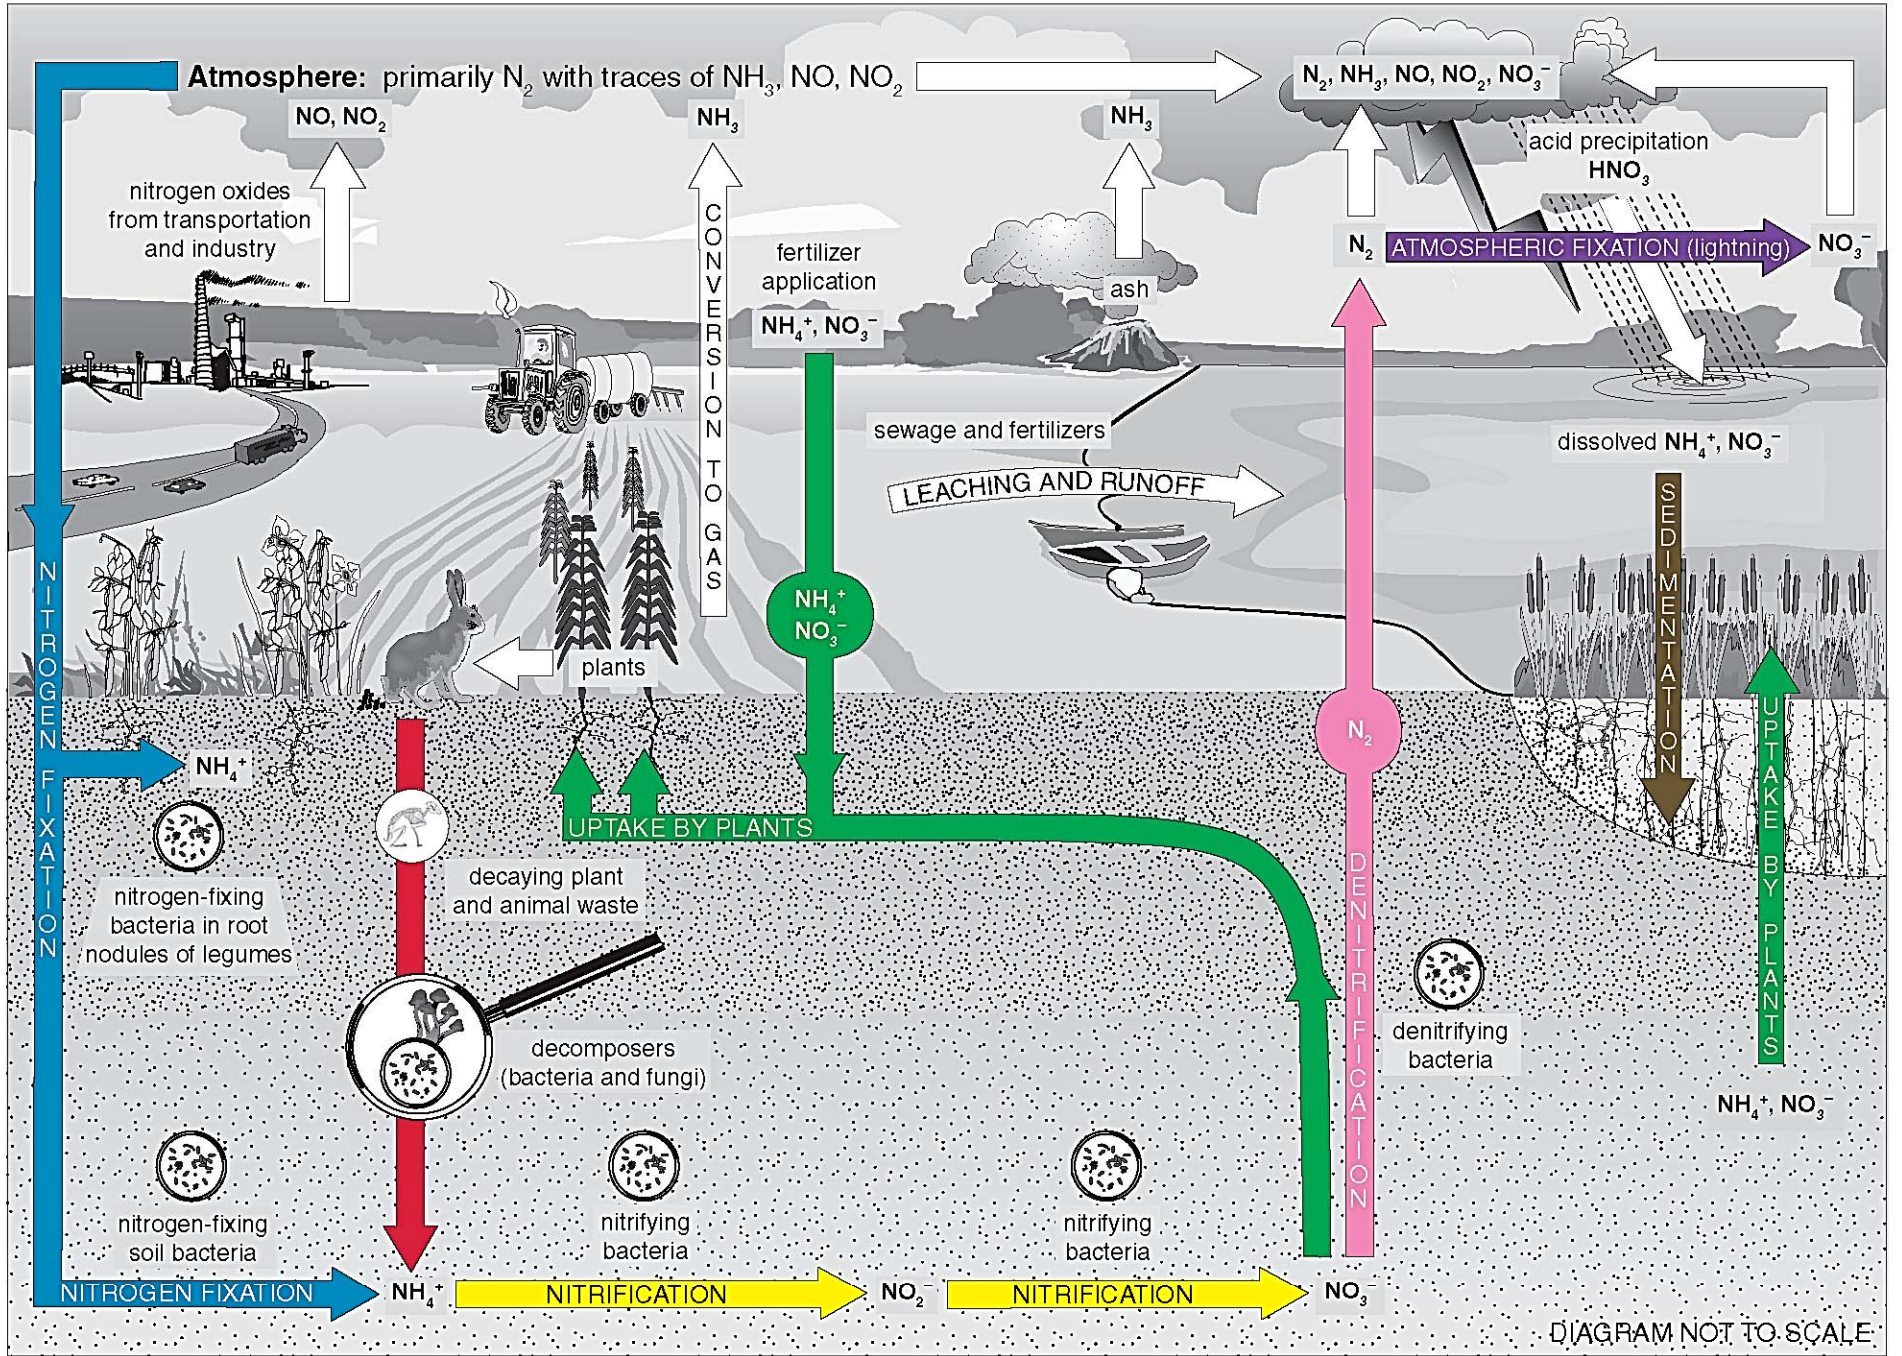 Atmosphere: primarily N₂ with traces of NH₃, NO, NO₂
N₂, NH₃, NO, NO₂, NO₃⁻
NO, NO₂
NH₃
NH₃
acid precipitation
HNO₃
nitrogen oxides
from transportation
and industry
CONVERSION TO GAS
fertilizer
application
NH₄⁺, NO₃⁻
ash
N₂
ATMOSPHERIC FIXATION (lightning)
NO₃⁻
sewage and fertilizers
LEACHING AND RUNOFF
dissolved NH₄⁺, NO₃⁻
SEDIMENTATION
NITROGEN FIXATION
NH₄⁺
NO₃⁻
plants
N₂
UPTAKE BY PLANTS
NH₄⁺
UPTAKE BY PLANTS
nitrogen-fixing
bacteria in root
nodules of legumes
decaying plant
and animal waste
DENITRIFICATION
denitrifying
bacteria
decomposers
(bacteria and fungi)
NH₄⁺, NO₃⁻
nitrogen-fixing
soil bacteria
nitrifying
bacteria
nitrifying
bacteria
NITROGEN FIXATION
NH₄⁺
NITRIFICATION
NO₂⁻
NITRIFICATION
NO₃⁻
DIAGRAM NOT TO SCALE